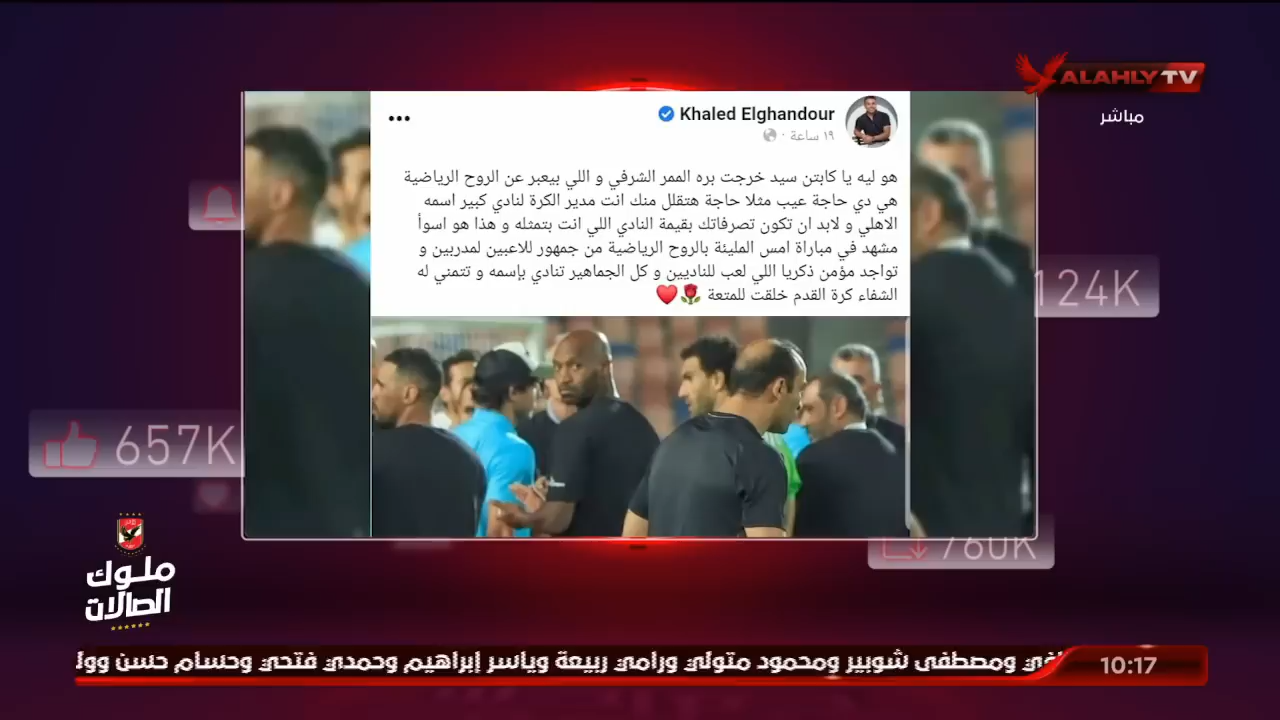 ALAHLY TV
مباشر
Khaled Elghandour
١٩ ساعة ·
هو ليه يا كابتن سيد خرجت بره الممر الشرفي و اللي بيعبر عن الروح الرياضية
هي دي حاجة عيب مثلا حاجة هتقلل منك انت مدير الكرة لنادي كبير اسمه
الاهلي و لابد ان تكون تصرفاتك بقيمة النادي اللي انت بتمثله و هذا هو اسوأ
مشهد في مباراة امس المليئة بالروح الرياضية من جمهور للاعبين لمدربين و
تواجد مؤمن ذكريا اللي لعب للناديين و كل الجماهير تنادي بإسمه و تتمني له
الشفاء كرة القدم خلقت للمتعة 🌹❤️
124K
657K
760K
ملوك
الصالات
ومصطفى شوبير ومحمود متولي ورامي ربيعة وياسر إبراهيم وحمدي فتحي وحسام حسن
10:17